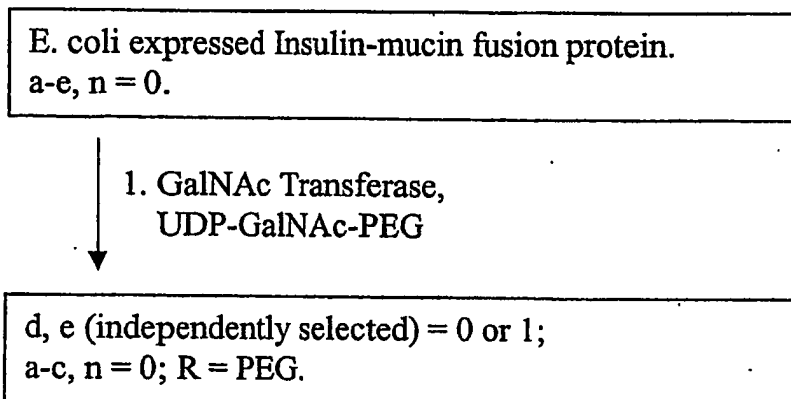 E. coli expressed Insulin-mucin fusion protein.
a-e, n = 0.
1. GalNAc Transferase,
UDP-GalNAc-PEG
d, e (independently selected) = 0 or 1;
a-c, n = 0; R = PEG.